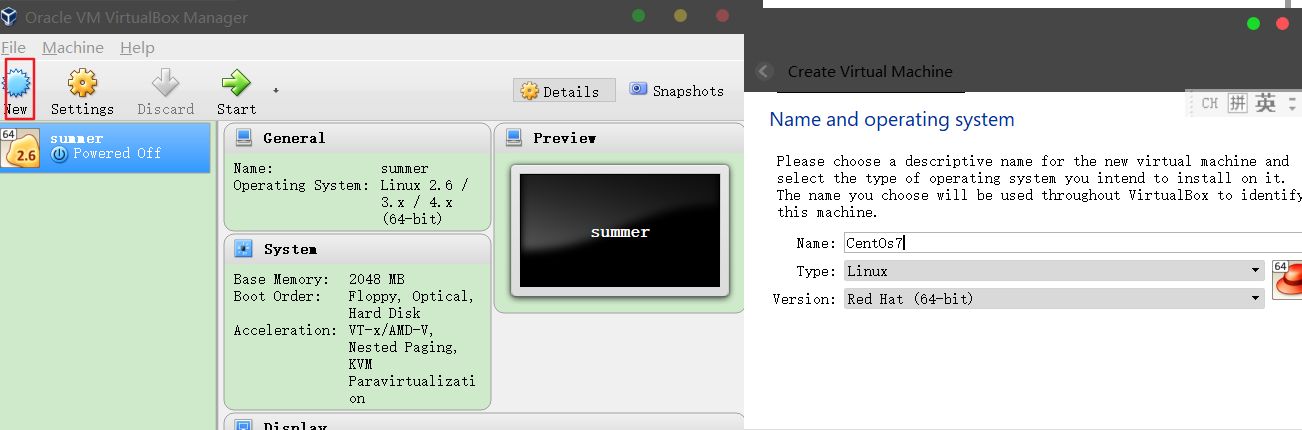 Oracle VM VirtualBox Manager
File Machine Help
New Settings Discard Start
Details Snapshots
64
2.6
summer
Powered Off
General
Name: summer
Operating System: Linux 2.6 /
3.x / 4.x
(64-bit)
System
Base Memory: 2048 MB
Boot Order: Floppy, Optical,
Hard Disk
Acceleration: VT-x/AMD-V,
Nested Paging,
KVM
Paravirtualizati
on
Display
Preview
summer
Create Virtual Machine
CH 拼 英
Name and operating system
Please choose a descriptive name for the new virtual machine and
select the type of operating system you intend to install on it.
The name you choose will be used throughout VirtualBox to identify
this machine.
Name: CentOs7
Type: Linux
64
Version: Red Hat (64-bit)